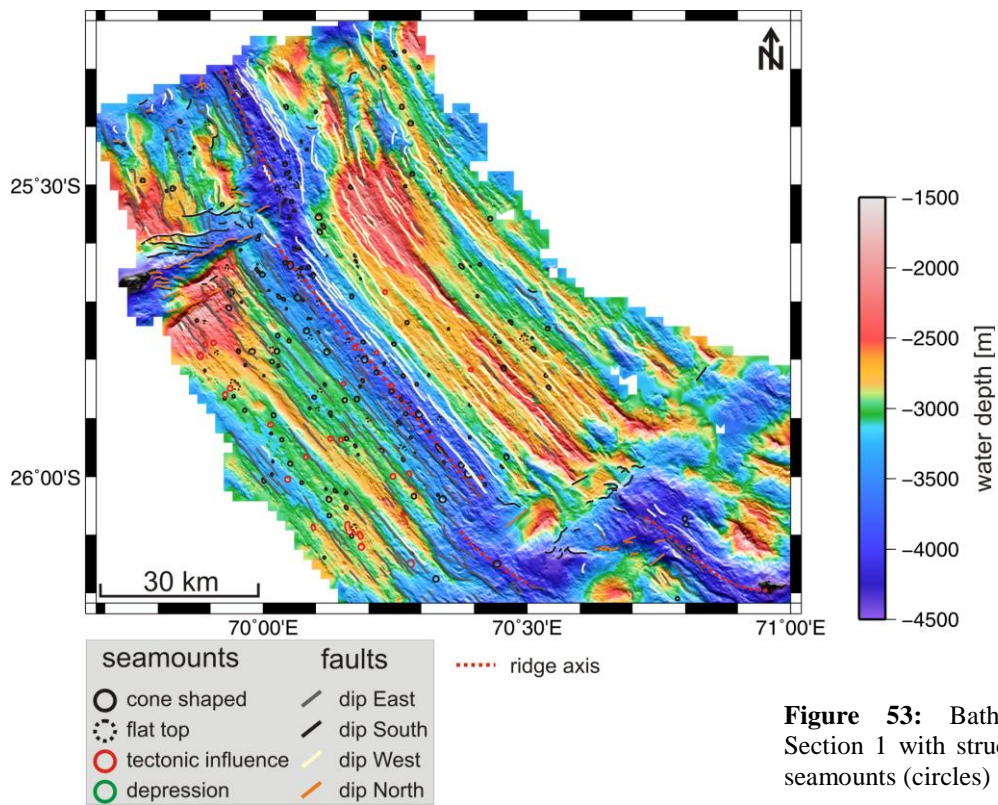 N
25°30'S
26°00'S
30 km
70°00'E
70°30'E
71°00'E
−1500
−2000
−2500
−3000
−3500
−4000
−4500
water depth [m]
seamounts
cone shaped
flat top
tectonic influence
depression
faults
dip East
dip South
dip West
dip North
ridge axis
Figure 53: Bath
Section 1 with struc
seamounts (circles)